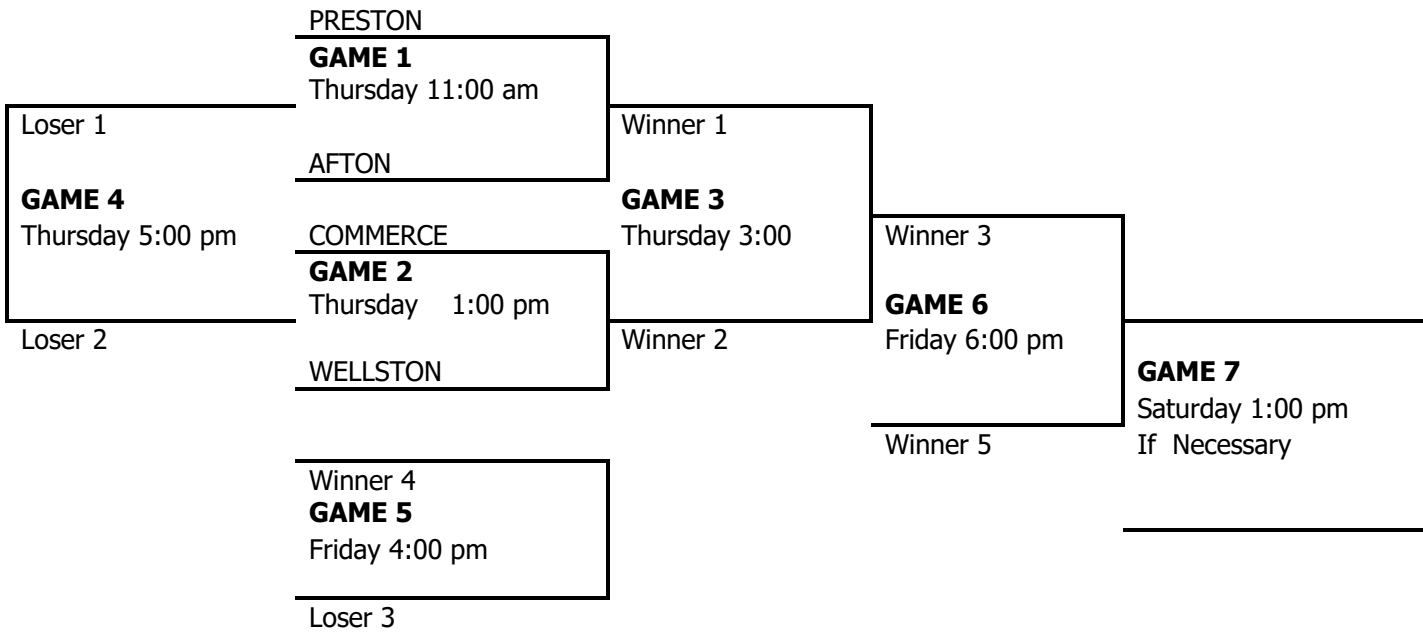 PRESTON
GAME 1
Thursday 11:00 am
Loser 1
Winner 1
AFTON
GAME 4
GAME 3
Thursday 5:00 pm
COMMERCE
Thursday 3:00
Winner 3
GAME 2
Thursday 1:00 pm
GAME 6
Loser 2
Winner 2
Friday 6:00 pm
WELLSTON
GAME 7
Saturday 1:00 pm
Winner 5
If Necessary
Winner 4
GAME 5
Friday 4:00 pm
Loser 3